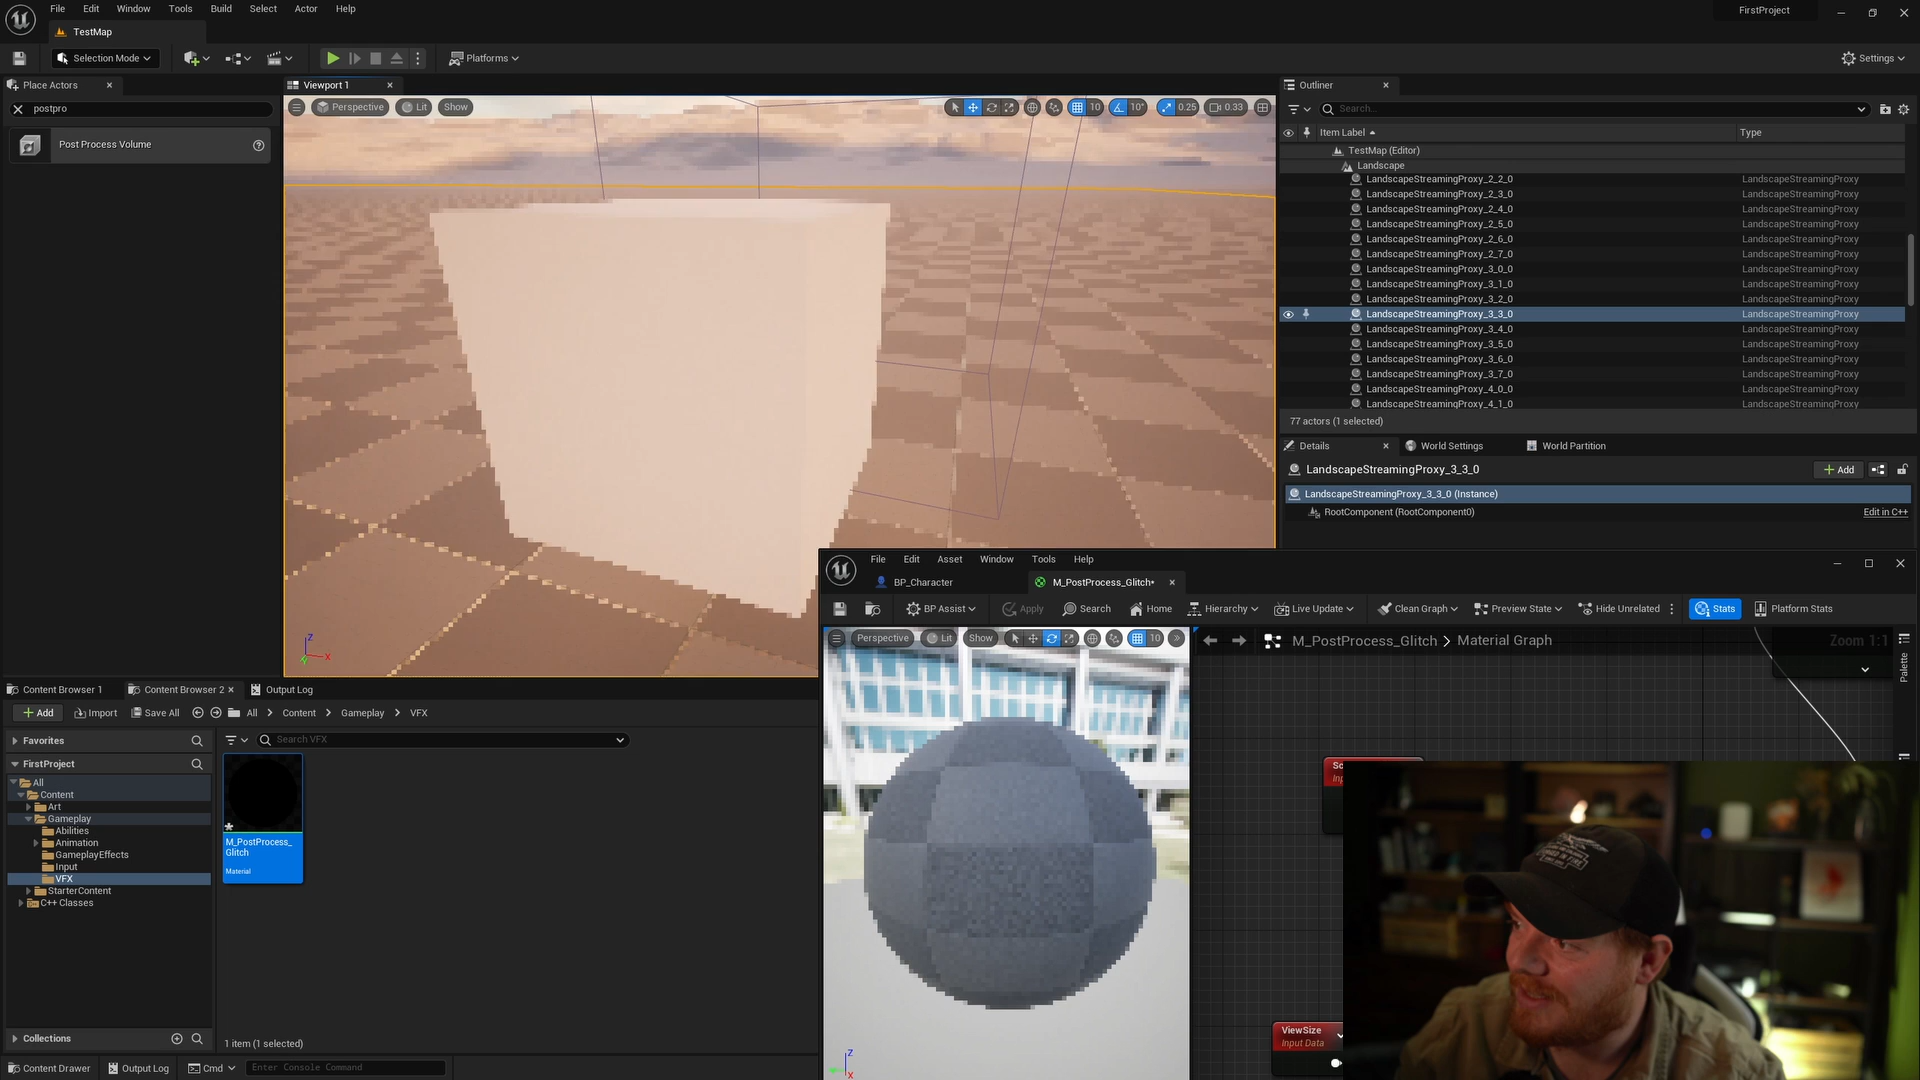 File Edit Window Tools Build Select Actor Help
FirstProject
TestMap
Selection Mode
Platforms
Settings
Place Actors
postpro
Post Process Volume
Viewport 1
Perspective Lit Show
10 10° 0.25 0.33
Outliner
Search...
Item Label Type
TestMap (Editor)
Landscape
LandscapeStreamingProxy_2_2_0 LandscapeStreamingProxy
LandscapeStreamingProxy_2_3_0 LandscapeStreamingProxy
LandscapeStreamingProxy_2_4_0 LandscapeStreamingProxy
LandscapeStreamingProxy_2_5_0 LandscapeStreamingProxy
LandscapeStreamingProxy_2_6_0 LandscapeStreamingProxy
LandscapeStreamingProxy_2_7_0 LandscapeStreamingProxy
LandscapeStreamingProxy_3_0_0 LandscapeStreamingProxy
LandscapeStreamingProxy_3_1_0 LandscapeStreamingProxy
LandscapeStreamingProxy_3_2_0 LandscapeStreamingProxy
LandscapeStreamingProxy_3_3_0 LandscapeStreamingProxy
LandscapeStreamingProxy_3_4_0 LandscapeStreamingProxy
LandscapeStreamingProxy_3_5_0 LandscapeStreamingProxy
LandscapeStreamingProxy_3_6_0 LandscapeStreamingProxy
LandscapeStreamingProxy_3_7_0 LandscapeStreamingProxy
LandscapeStreamingProxy_4_0_0 LandscapeStreamingProxy
LandscapeStreamingProxy_4_1_0 LandscapeStreamingProxy
77 actors (1 selected)
Details World Settings World Partition
LandscapeStreamingProxy_3_3_0
Add
LandscapeStreamingProxy_3_3_0 (Instance)
RootComponent (RootComponent0) Edit in C++
Z
X
Y
File Edit Asset Window Tools Help
BP_Character M_PostProcess_Glitch•
BP Assist Apply Search Home Hierarchy Live Update Clean Graph Preview State Hide Unrelated Stats Platform Stats
Perspective Lit Show 10
M_PostProcess_Glitch > Material Graph
Zoom 1:1
Palette
Sc
Inp
ViewSize
Input Data
Z
X
Content Browser 1 Content Browser 2 Output Log
Add Import Save All All > Content > Gameplay > VFX
Favorites
Search VFX
FirstProject
All
Content
Art
Gameplay
Abilities
Animation
GameplayEffects
Input
VFX
StarterContent
C++ Classes
M_PostProcess_
Glitch
Material
Collections
1 item (1 selected)
Content Drawer Output Log Cmd Enter Console Command